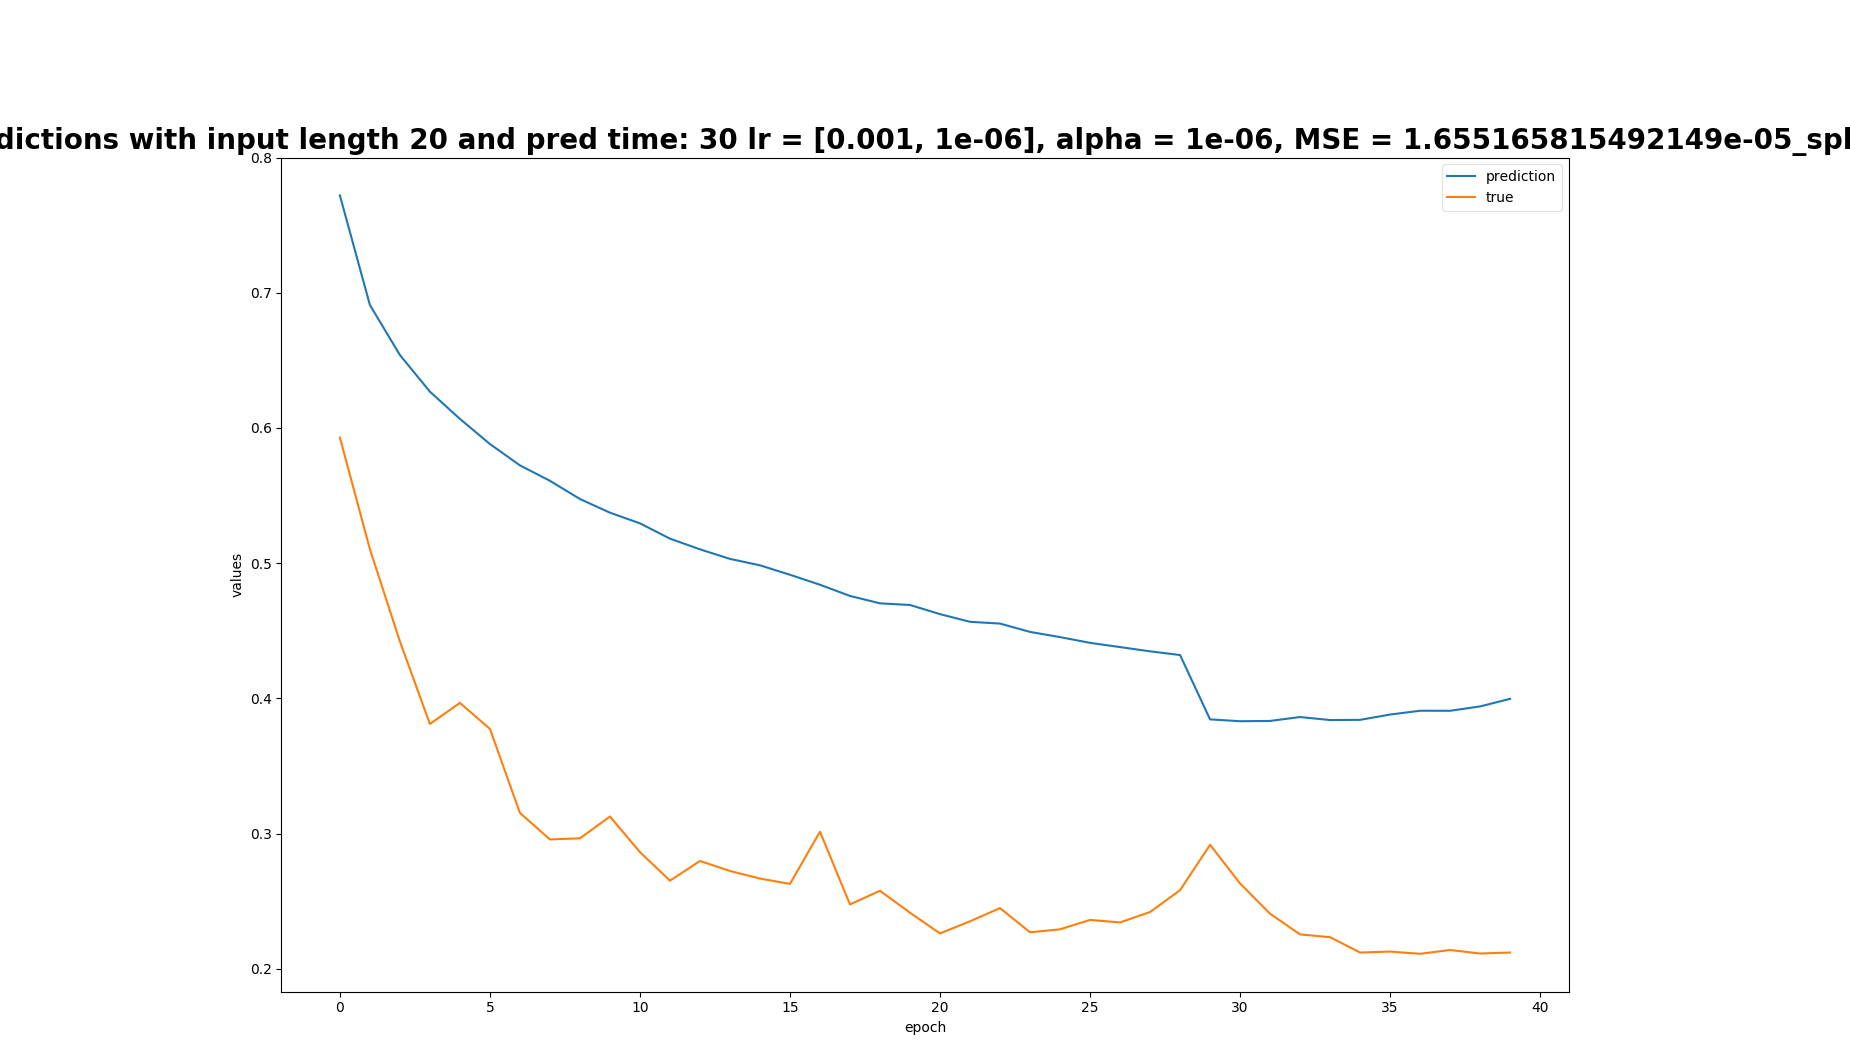 dictions with input length 20 and pred time: 30 lr = [0.001, 1e-06], alpha = 1e-06, MSE = 1.655165815492149e-05_spl
prediction
true
0.8
0.7
0.6
0.5
0.4
0.3
0.2
values
0 5 10 15 20 25 30 35 40
epoch